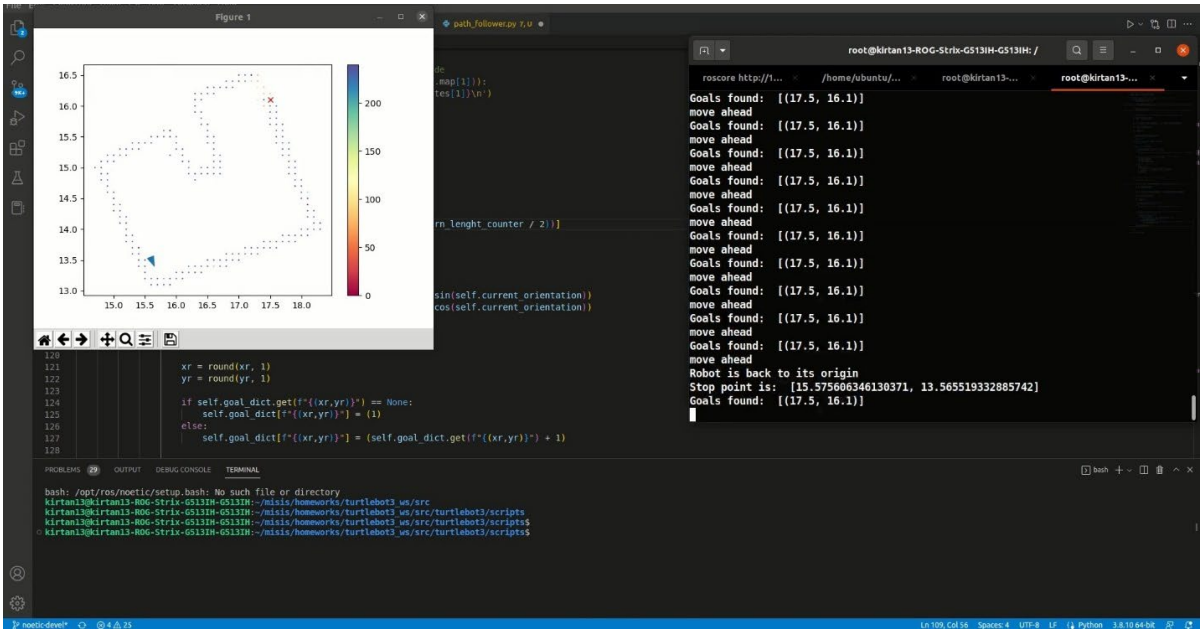 Figure 1
16.5
16.0
15.5
15.0
14.5
14.0
13.5
13.0
15.0 15.5 16.0 16.5 17.0 17.5 18.0
200
150
100
50
0
path_follower.py 7, U
de
.map[1])):
tes[1]}\n')
rn_lenght_counter / 2))]
sin(self.current_orientation))
cos(self.current_orientation))
120
121 xr = round(xr, 1)
122 yr = round(yr, 1)
123
124 if self.goal_dict.get(f"{(xr,yr)}") == None:
125 self.goal_dict[f"{(xr,yr)}"] = (1)
126 else:
127 self.goal_dict[f"{(xr,yr)}"] = (self.goal_dict.get(f"{(xr,yr)}") + 1)
128
root@kirtan13-ROG-Strix-G513IH-G513IH: /
roscore http://1... /home/ubuntu/... root@kirtan13-... root@kirtan13-...
Goals found: [(17.5, 16.1)]
move ahead
Goals found: [(17.5, 16.1)]
move ahead
Goals found: [(17.5, 16.1)]
move ahead
Goals found: [(17.5, 16.1)]
move ahead
Goals found: [(17.5, 16.1)]
move ahead
Goals found: [(17.5, 16.1)]
move ahead
Goals found: [(17.5, 16.1)]
move ahead
Goals found: [(17.5, 16.1)]
move ahead
Goals found: [(17.5, 16.1)]
move ahead
Goals found: [(17.5, 16.1)]
move ahead
Robot is back to its origin
Stop point is: [15.575606346130371, 13.565519332885742]
Goals found: [(17.5, 16.1)]
PROBLEMS 29 OUTPUT DEBUG CONSOLE TERMINAL
bash
bash: /opt/ros/noetic/setup.bash: No such file or directory
kirtan13@kirtan13-ROG-Strix-G513IH-G513IH:~/misis/homeworks/turtlebot3_ws/src
kirtan13@kirtan13-ROG-Strix-G513IH-G513IH:~/misis/homeworks/turtlebot3_ws/src/turtlebot3/scripts
kirtan13@kirtan13-ROG-Strix-G513IH-G513IH:~/misis/homeworks/turtlebot3_ws/src/turtlebot3/scripts$
kirtan13@kirtan13-ROG-Strix-G513IH-G513IH:~/misis/homeworks/turtlebot3_ws/src/turtlebot3/scripts$
noetic-devel* 4 25
Ln 109, Col 56 Spaces: 4 UTF-8 LF Python 3.8.10 64-bit